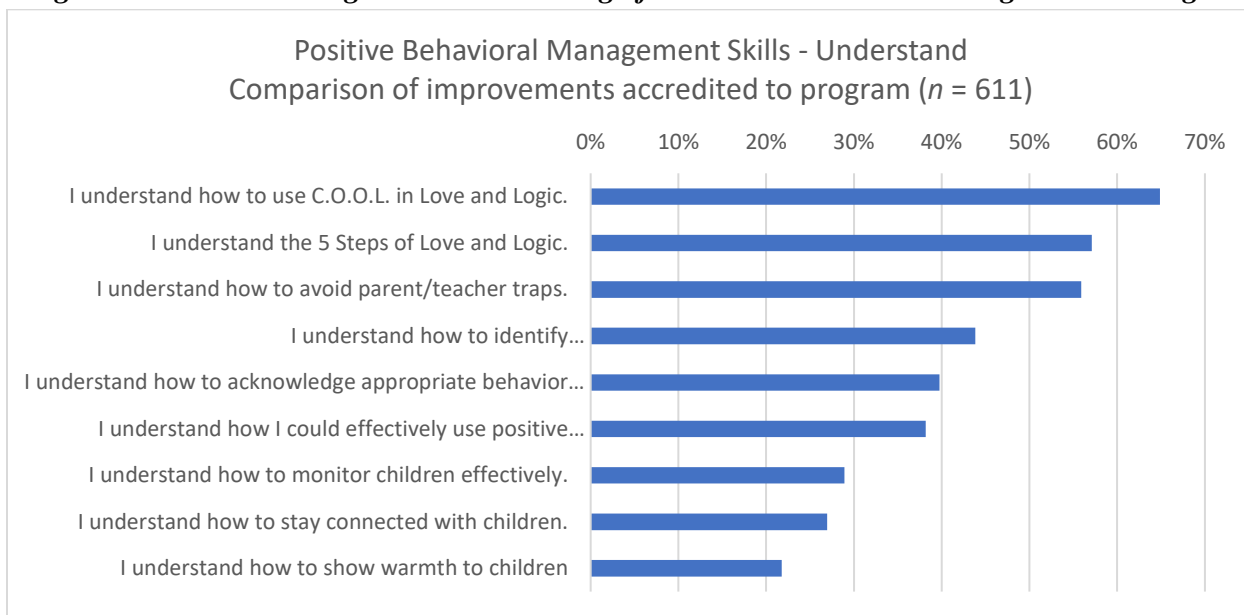 Positive Behavioral Management Skills - Understand
Comparison of improvements accredited to program (n = 611)
0% 10% 20% 30% 40% 50% 60% 70%
I understand how to use C.O.O.L. in Love and Logic.
I understand the 5 Steps of Love and Logic.
I understand how to avoid parent/teacher traps.
I understand how to identify…
I understand how to acknowledge appropriate behavior…
I understand how I could effectively use positive…
I understand how to monitor children effectively.
I understand how to stay connected with children.
I understand how to show warmth to children